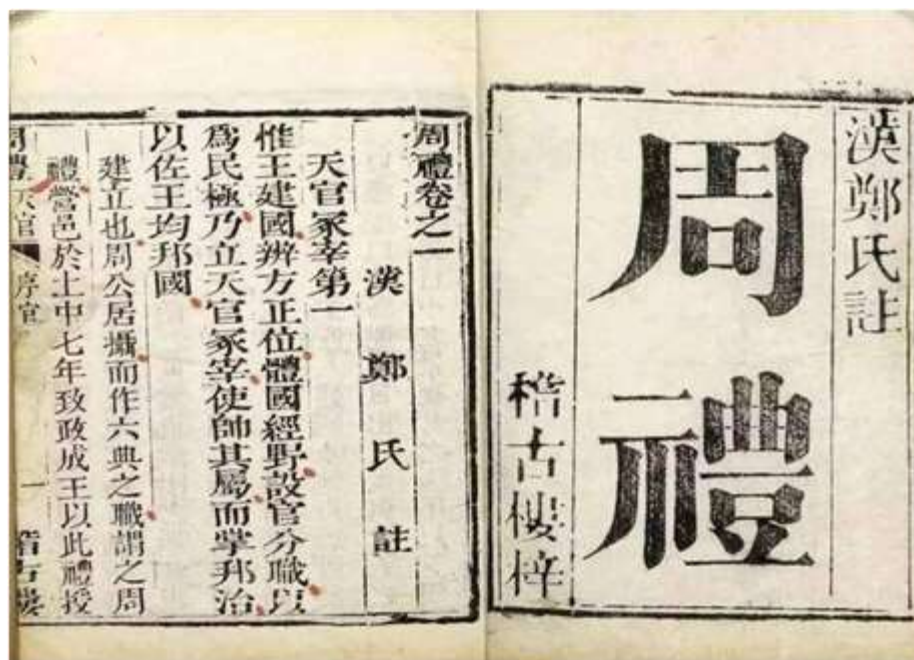 漢鄭氏註
周禮
稽古樓梓
周禮卷之一
漢鄭氏註
天官冢宰第一
惟王建國辨方正位體國經野設官分職以
爲民極乃立天官冢宰使帥其屬而掌邦治
以佐王均邦國
建立也周公居攝而作六典之職謂之周
禮營邑於土中七年致政成王以此禮授
周禮天官
序官
一
稽古樓